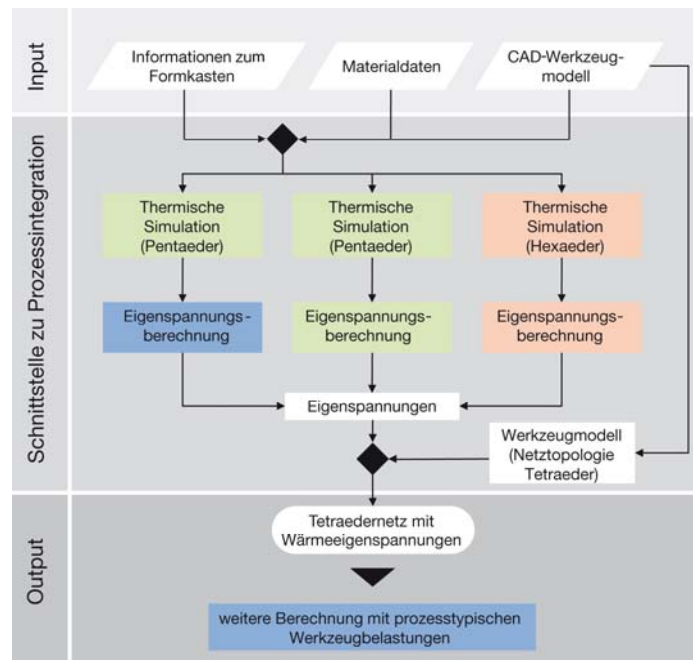 Input
Informationen zum
Formkasten
Materialdaten
CAD-Werkzeug-
modell
Schnittstelle zu Prozessintegration
Thermische
Simulation
(Pentaeder)
Thermische
Simulation
(Pentaeder)
Thermische
Simulation
(Hexaeder)
Eigenspannungs-
berechnung
Eigenspannungs-
berechnung
Eigenspannungs-
berechnung
Eigenspannungen
Werkzeugmodell
(Netztopologie
Tetraeder)
Output
Tetraedernetz mit
Wärmeeigenspannungen
weitere Berechnung mit prozesstypischen
Werkzeugbelastungen